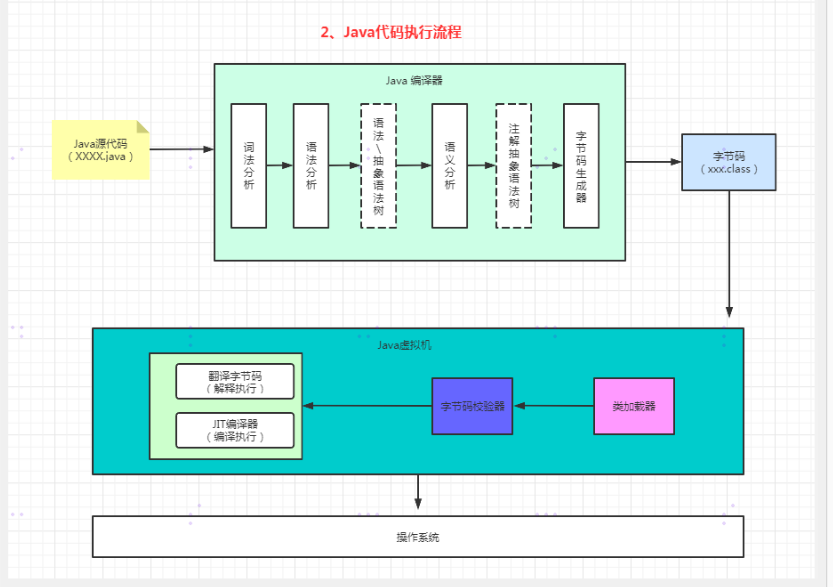 2、Java代码执行流程
Java 编译器
Java源代码
（XXXX.java）
词法分析
语法分析
语法\抽象语法树
语义分析
注解抽象语法树
字节码生成器
字节码
（xxx.class）
Java虚拟机
翻译字节码
（解释执行）
JIT编译器
（编译执行）
字节码校验器
类加载器
操作系统